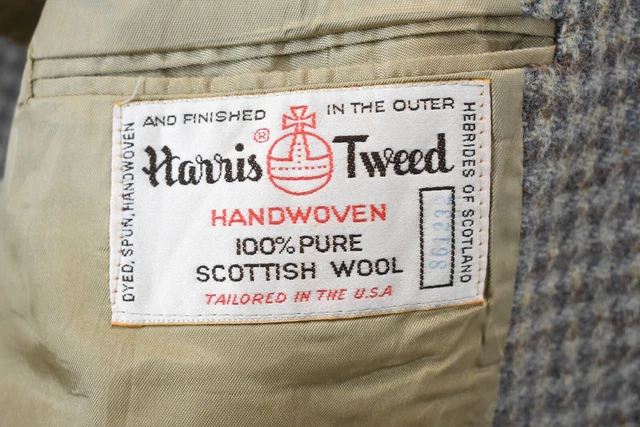 DYED, SPUN, HANDWOVEN
AND FINISHED IN THE OUTER
HEBRIDES OF SCOTLAND
Harris® Tweed
HANDWOVEN
100% PURE
SCOTTISH WOOL
TAILORED IN THE U.S.A